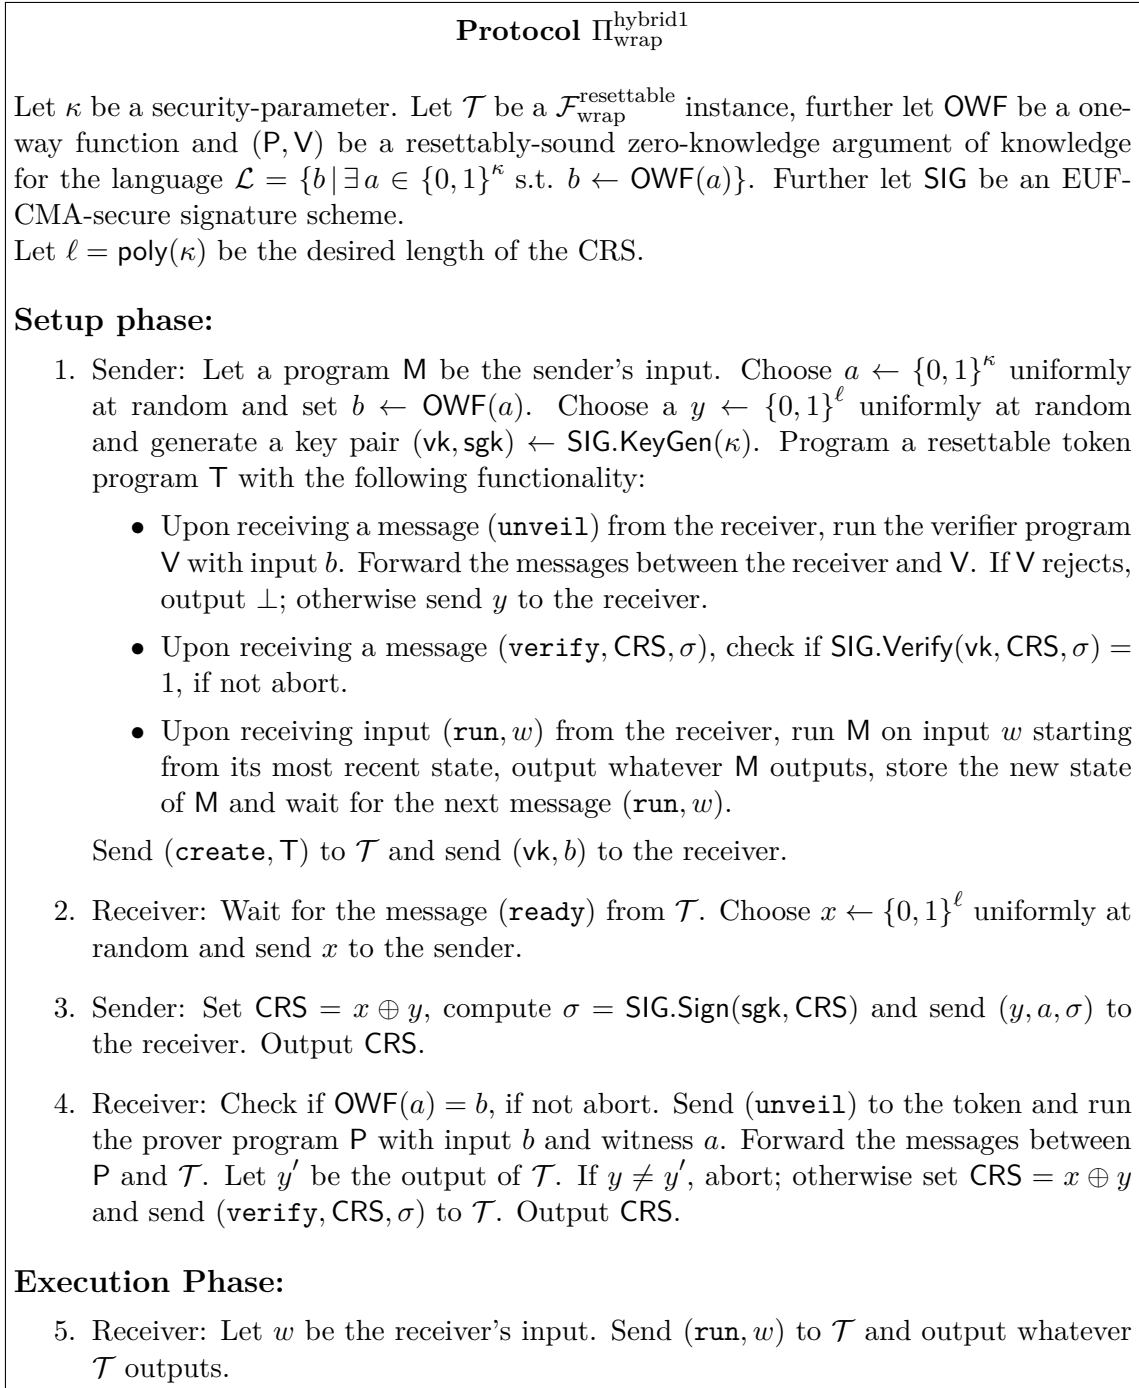 Protocol Π_wrap^hybrid1
Let κ be a security-parameter. Let 𝒯 be a ℱ_wrap^resettable instance, further let OWF be a one-
way function and (P, V) be a resettably-sound zero-knowledge argument of knowledge
for the language ℒ = {b | ∃ a ∈ {0, 1}^κ s.t. b ← OWF(a)}. Further let SIG be an EUF-
CMA-secure signature scheme.
Let ℓ = poly(κ) be the desired length of the CRS.
Setup phase:
1. Sender: Let a program M be the sender's input. Choose a ← {0, 1}^κ uniformly
at random and set b ← OWF(a). Choose a y ← {0, 1}^ℓ uniformly at random
and generate a key pair (vk, sgk) ← SIG.KeyGen(κ). Program a resettable token
program T with the following functionality:
• Upon receiving a message (unveil) from the receiver, run the verifier program
V with input b. Forward the messages between the receiver and V. If V rejects,
output ⊥; otherwise send y to the receiver.
• Upon receiving a message (verify, CRS, σ), check if SIG.Verify(vk, CRS, σ) =
1, if not abort.
• Upon receiving input (run, w) from the receiver, run M on input w starting
from its most recent state, output whatever M outputs, store the new state
of M and wait for the next message (run, w).
Send (create, T) to 𝒯 and send (vk, b) to the receiver.
2. Receiver: Wait for the message (ready) from 𝒯. Choose x ← {0, 1}^ℓ uniformly at
random and send x to the sender.
3. Sender: Set CRS = x ⊕ y, compute σ = SIG.Sign(sgk, CRS) and send (y, a, σ) to
the receiver. Output CRS.
4. Receiver: Check if OWF(a) = b, if not abort. Send (unveil) to the token and run
the prover program P with input b and witness a. Forward the messages between
P and 𝒯. Let y′ be the output of 𝒯. If y ≠ y′, abort; otherwise set CRS = x ⊕ y
and send (verify, CRS, σ) to 𝒯. Output CRS.
Execution Phase:
5. Receiver: Let w be the receiver's input. Send (run, w) to 𝒯 and output whatever
𝒯 outputs.